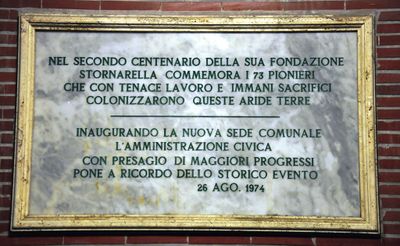 NEL SECONDO CENTENARIO DELLA SUA FONDAZIONE
STORNARELLA COMMEMORA I 73 PIONIERI
CHE CON TENACE LAVORO E IMMANI SACRIFICI
COLONIZZARONO QUESTE ARIDE TERRE
INAUGURANDO LA NUOVA SEDE COMUNALE
L'AMMINISTRAZIONE CIVICA
CON PRESAGIO DI MAGGIORI PROGRESSI
PONE A RICORDO DELLO STORICO EVENTO
26 AGO. 1974